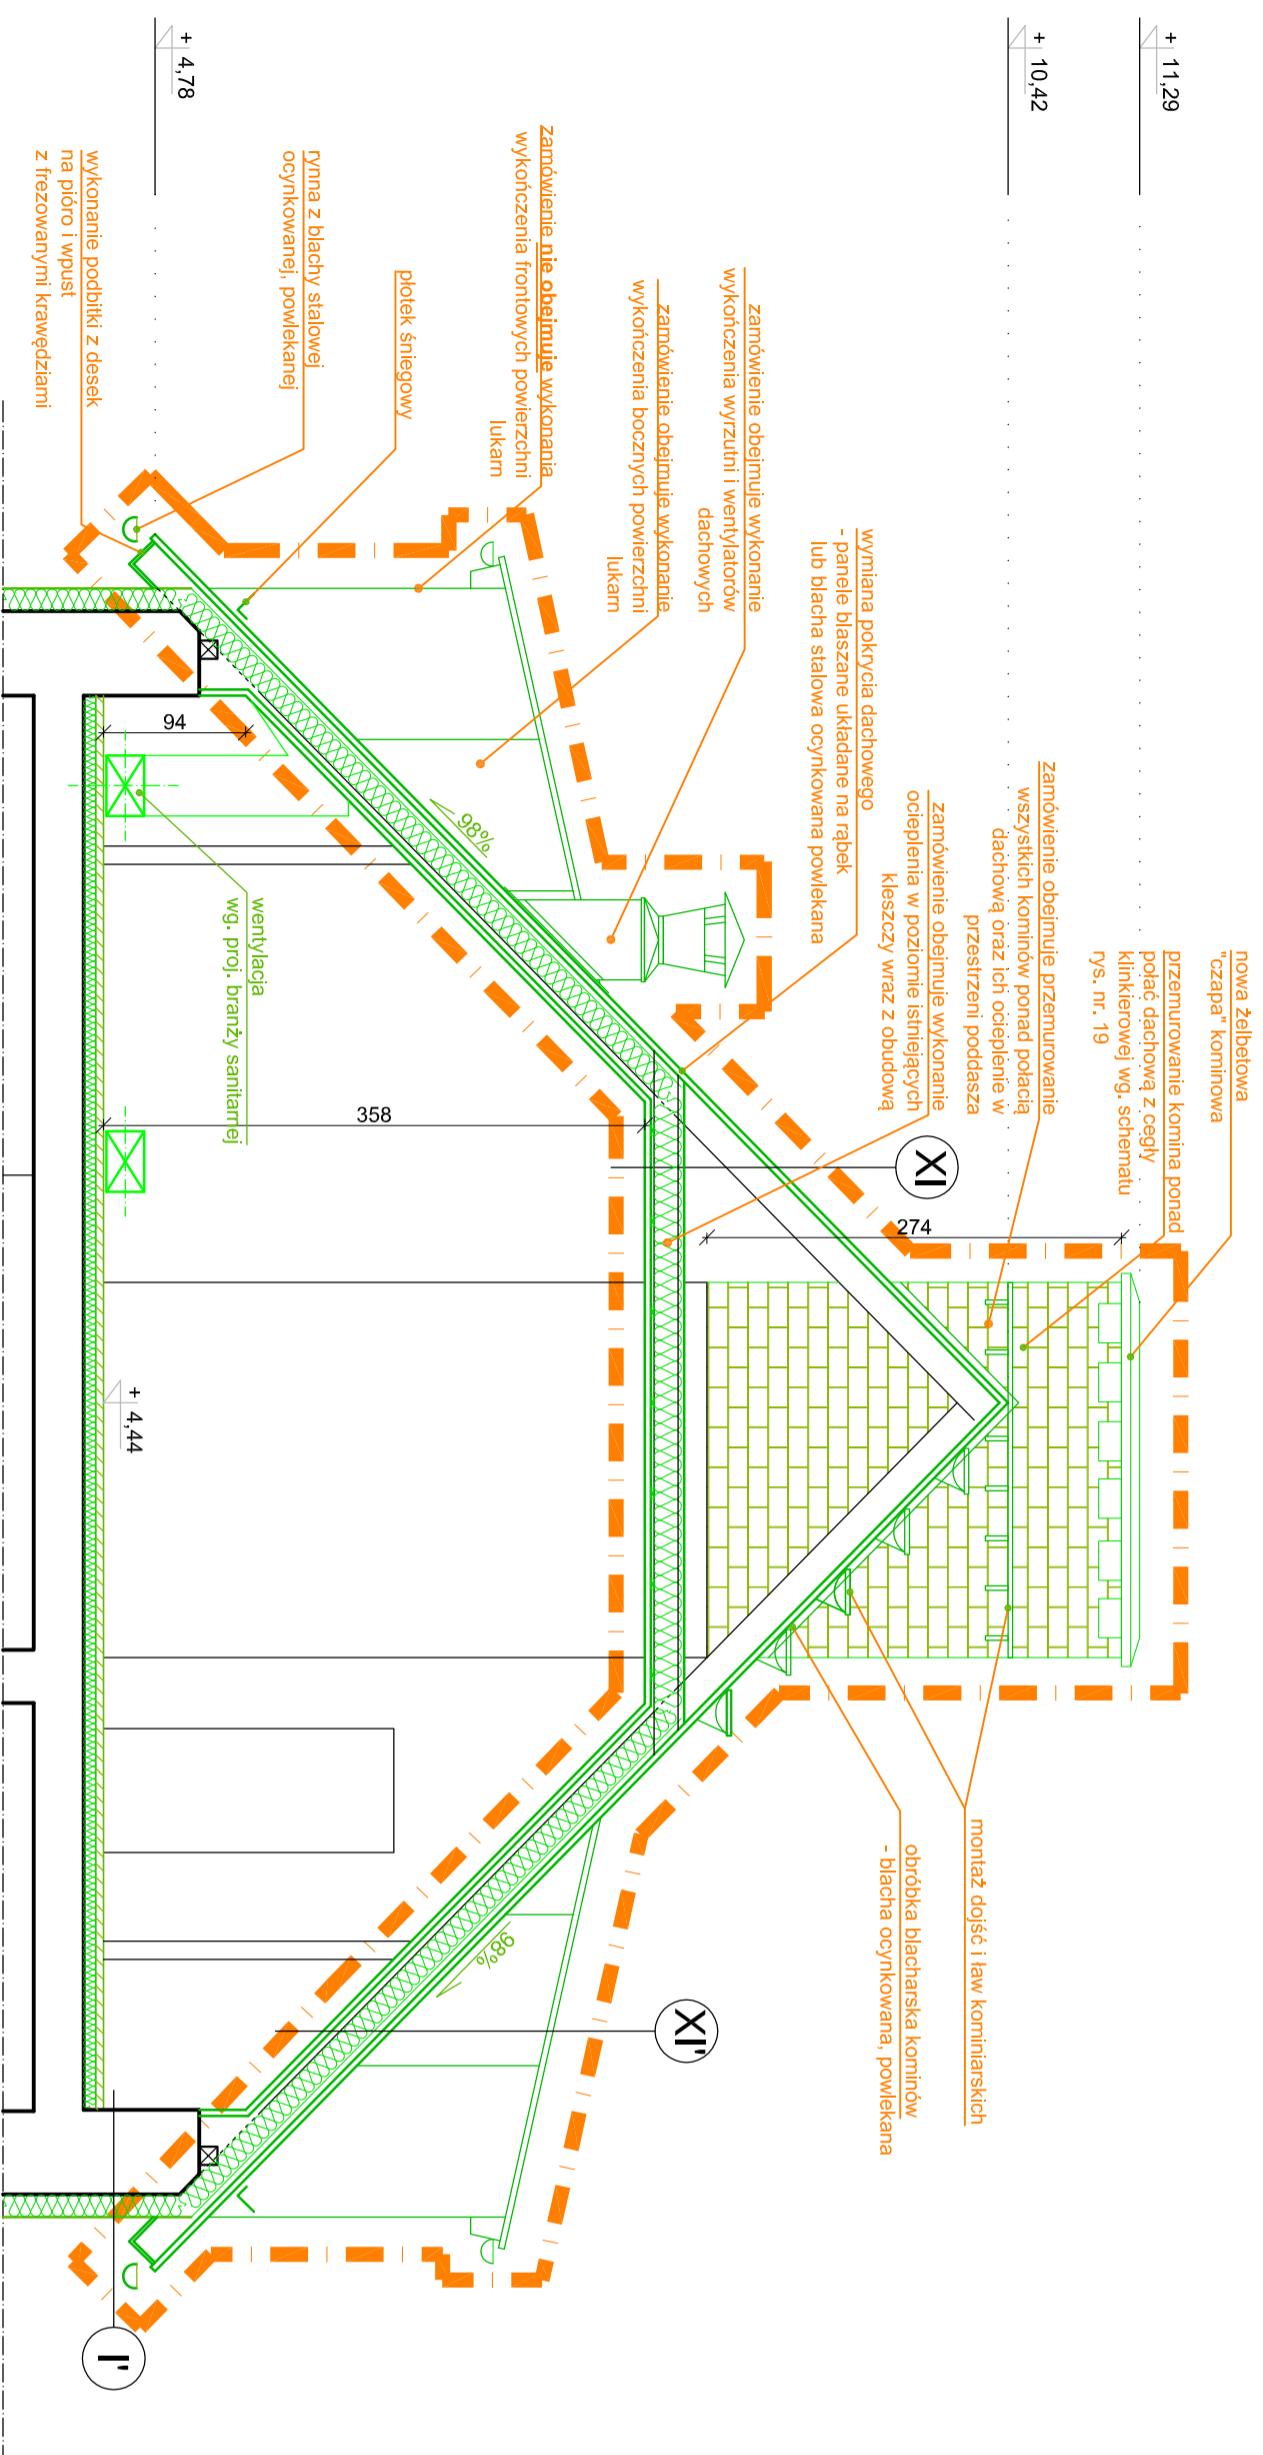 +
11,29
+
10,42
+
4,78
nowa żelbetowa
"czapa" kominowa
przemurowanie komina ponad
połać dachową z cegły
klinkierowej wg. schematu
rys. nr. 19
zamówienie obejmuje przemurowanie
wszystkich kominów ponad połacią
dachową oraz ich ocieplenie w
przestrzeni poddasza
zamówienie obejmuje wykonanie
ocieplenia w poziomie istniejących
kleszczy wraz z obudową
wymiana pokrycia dachowego
- panele blaszane układane na rąbek
lub blacha stalowa ocynkowana powlekana
zamówienie obejmuje wykonanie
wykończenia wyrzutni i wentylatorów
dachowych
zamówienie obejmuje wykonanie
wykończenia bocznych powierzchni
lukarn
zamówienie nie obejmuje wykonania
wykończenia frontowych powierzchni
lukarn
płotek śniegowy
rynna z blachy stalowej
ocynkowanej, powlekanej
wykonanie podbitki z desek
na pióro i wpust
z frezowanymi krawędziami
montaż dojść i ław kominiarskich
obróbka blacharska kominów
- blacha ocynkowana, powlekana
XI
274
98%
98%
XI'
wentylacja
wg. proj. branży sanitarnej
94
358
+
4,44
I'